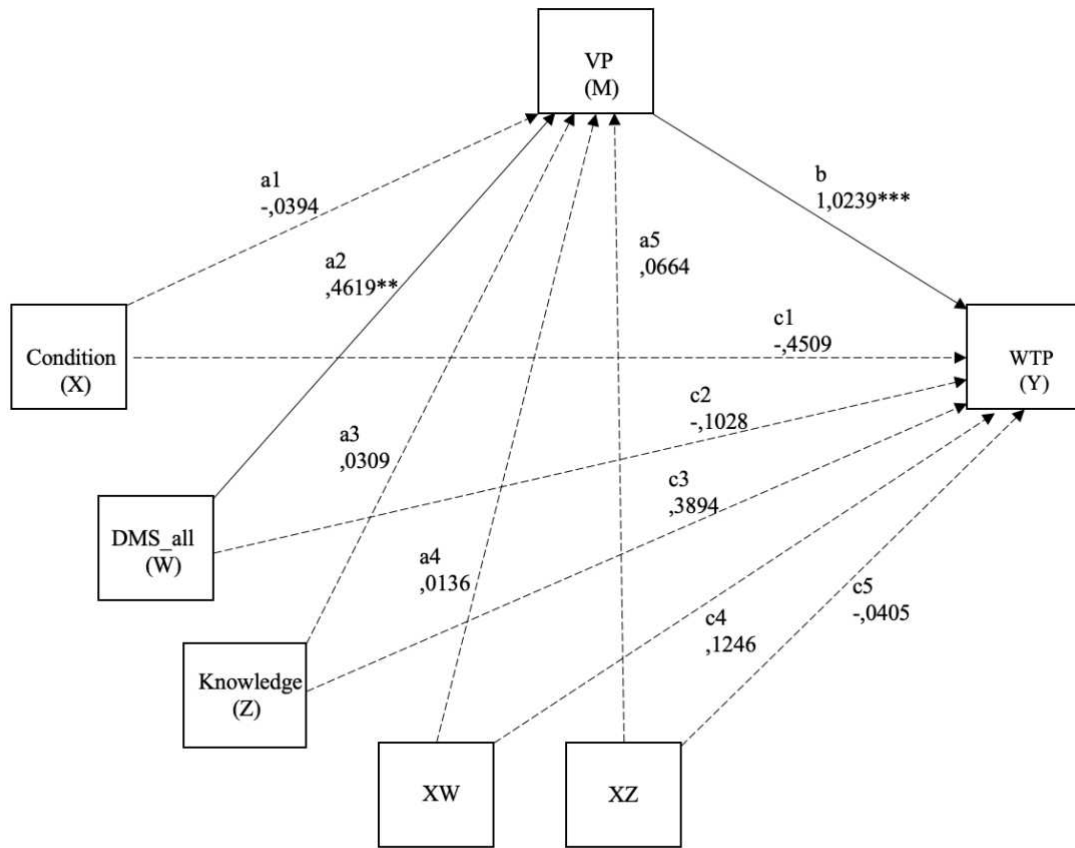 VP
(M)
a1
-,0394
b
1,0239***
a2
,4619**
a5
,0664
Condition
(X)
c1
-,4509
WTP
(Y)
c2
-,1028
a3
,0309
c3
,3894
DMS_all
(W)
a4
,0136
c5
-,0405
c4
,1246
Knowledge
(Z)
XW
XZ